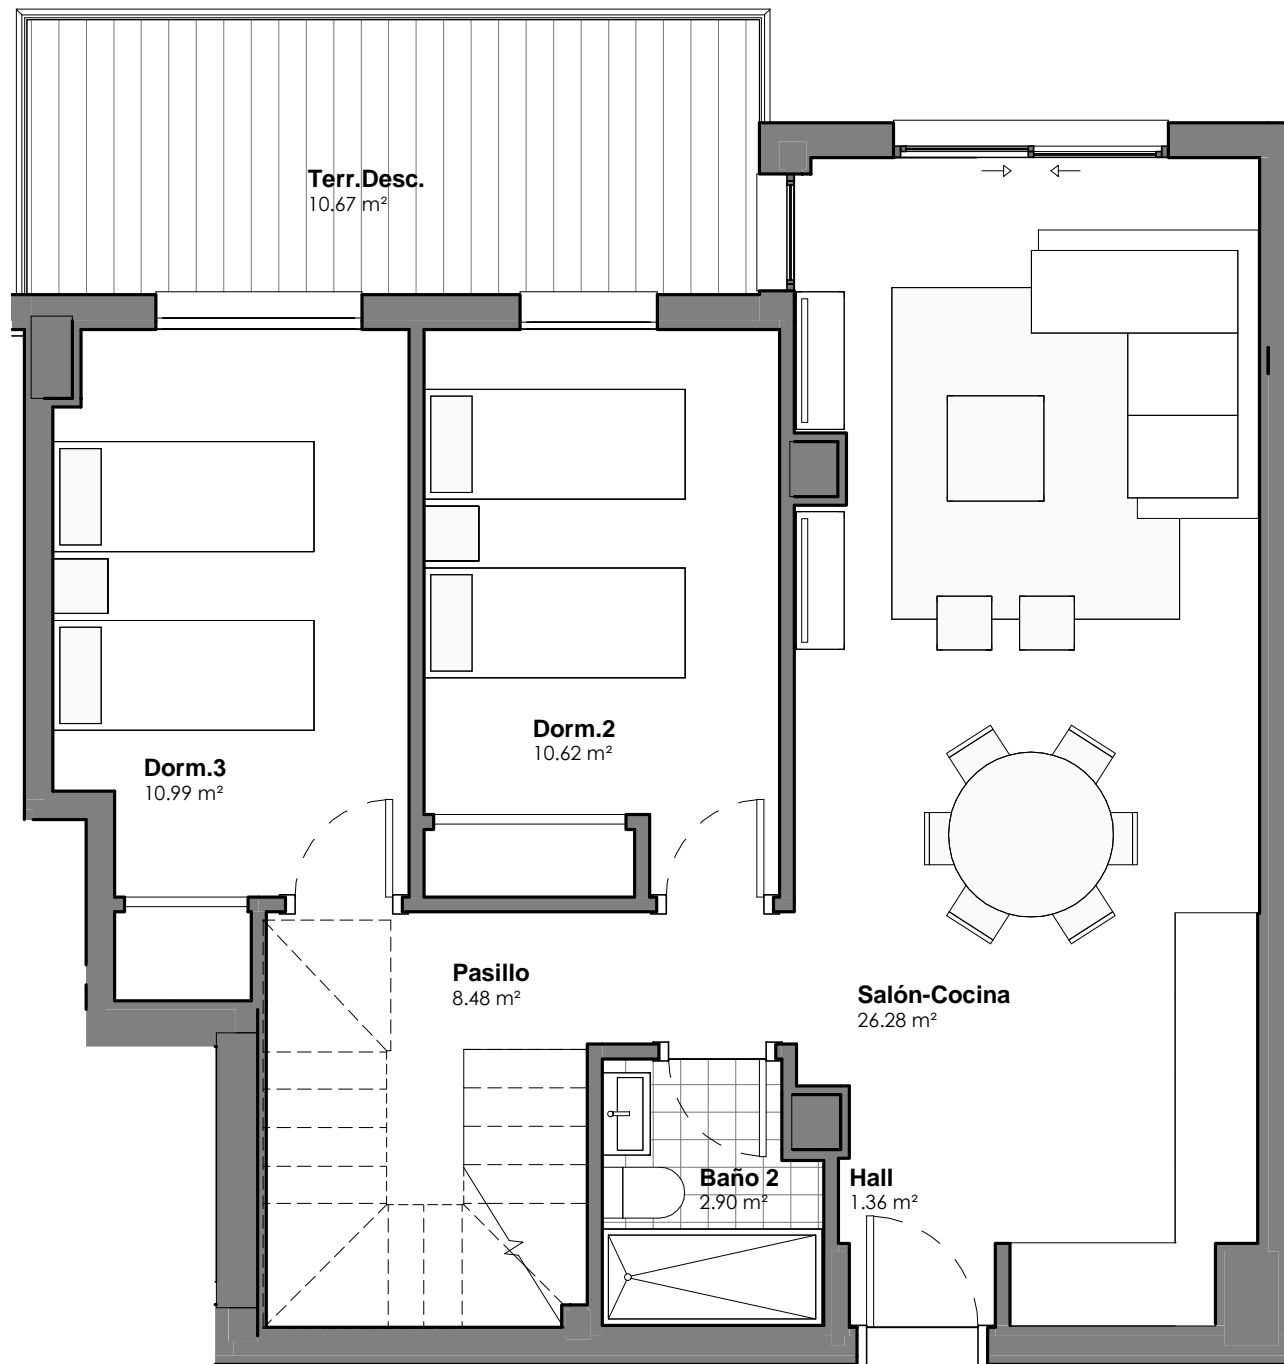 Terr.Desc.
10.67 m²
Dorm.2
10.62 m²
Dorm.3
10.99 m²
Pasillo
8.48 m²
Salón-Cocina
26.28 m²
Baño 2
2.90 m²
Hall
1.36 m²